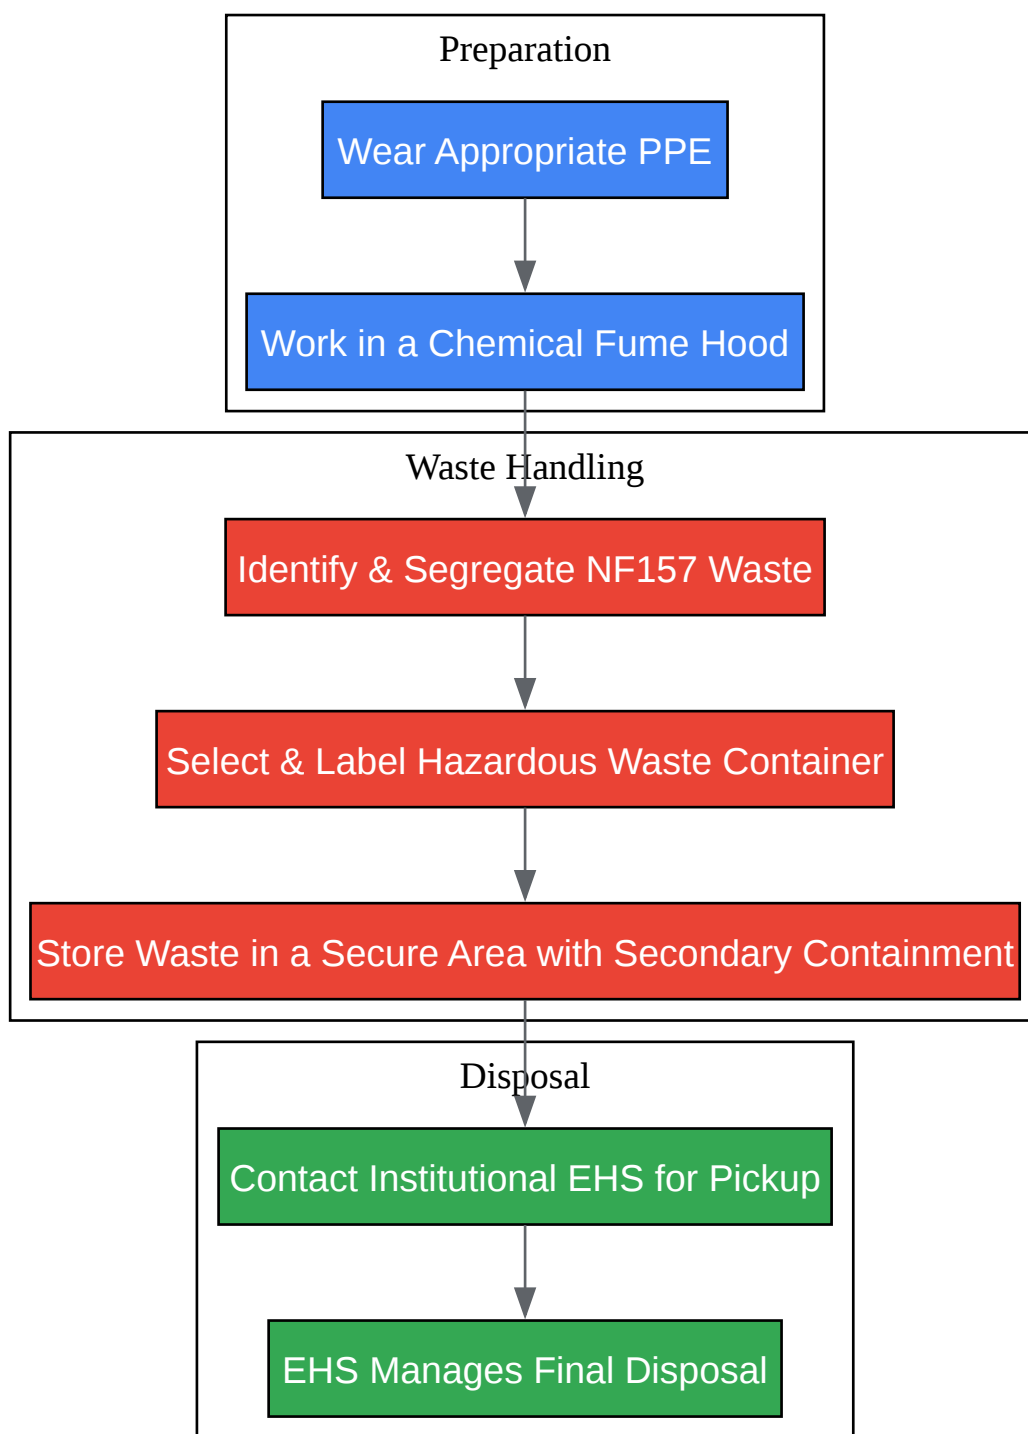 Preparation
Wear Appropriate PPE
Work in a Chemical Fume Hood
Waste Handling
Identify & Segregate NF157 Waste
Select & Label Hazardous Waste Container
Store Waste in a Secure Area with Secondary Containment
Disposal
Contact Institutional EHS for Pickup
EHS Manages Final Disposal